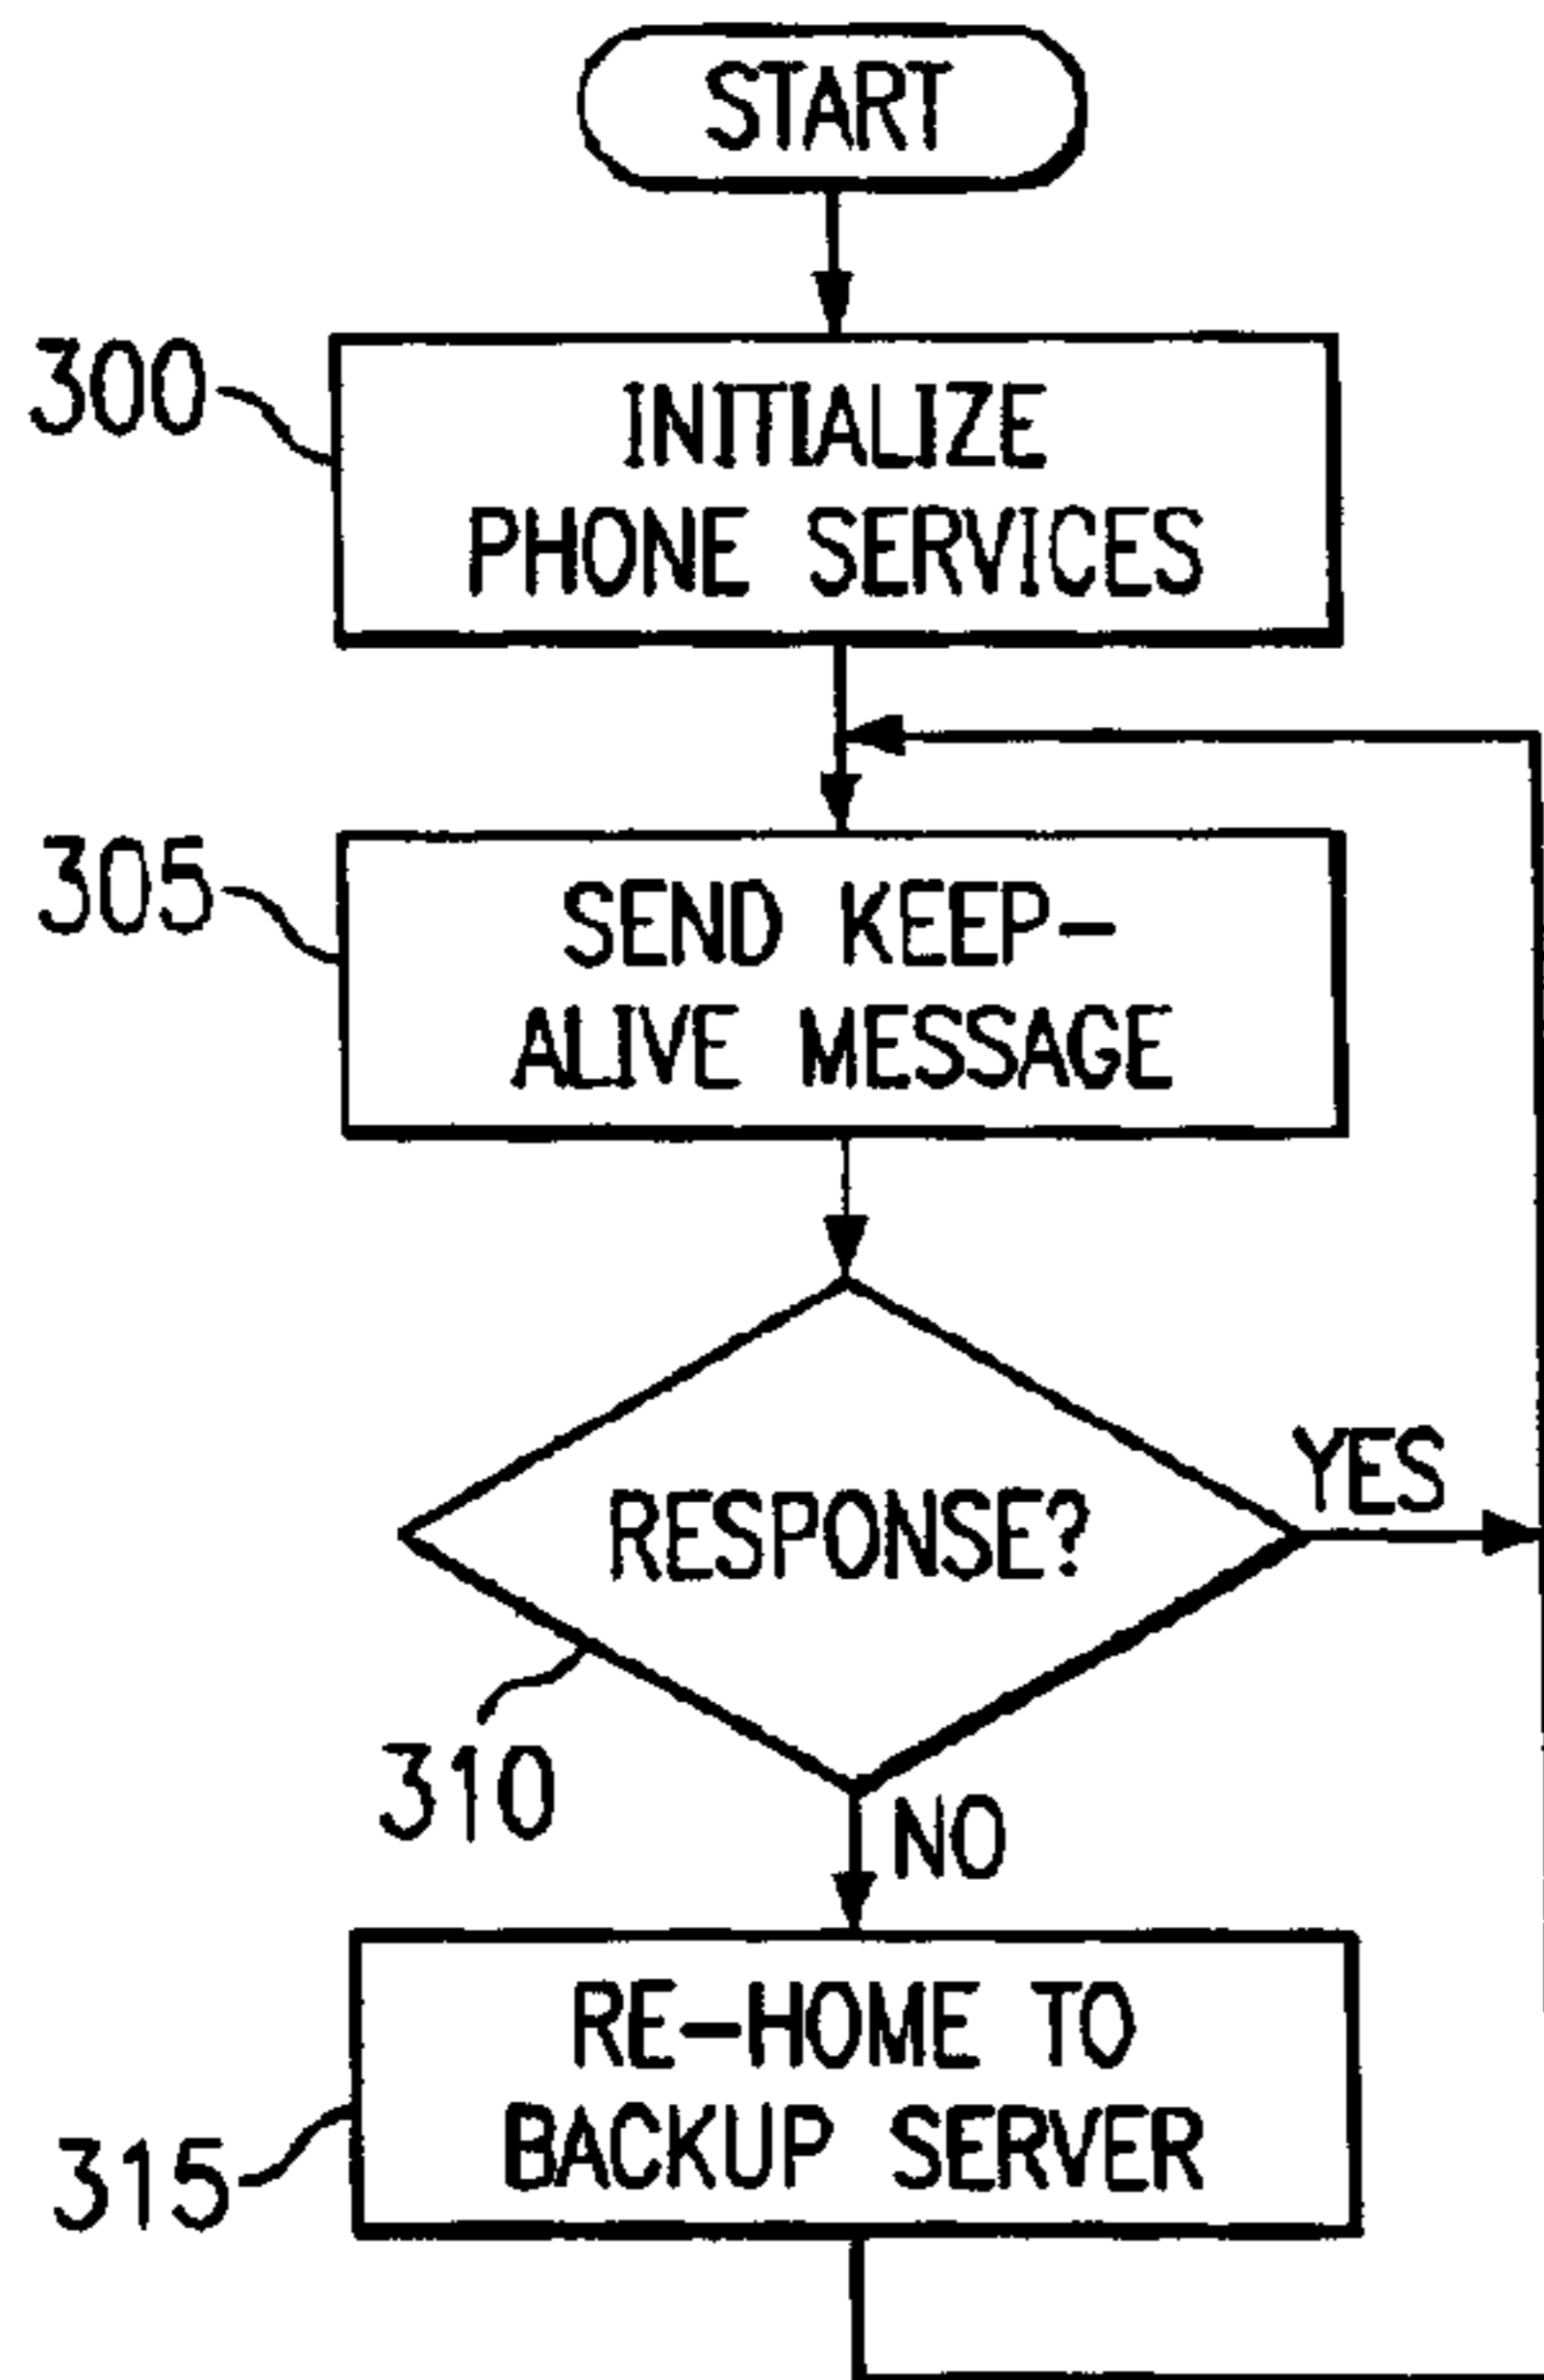 START
300
INITIALIZE
PHONE SERVICES
305
SEND KEEP-
ALIVE MESSAGE
RESPONSE?
YES
310
NO
RE-HOME TO
BACKUP SERVER
315